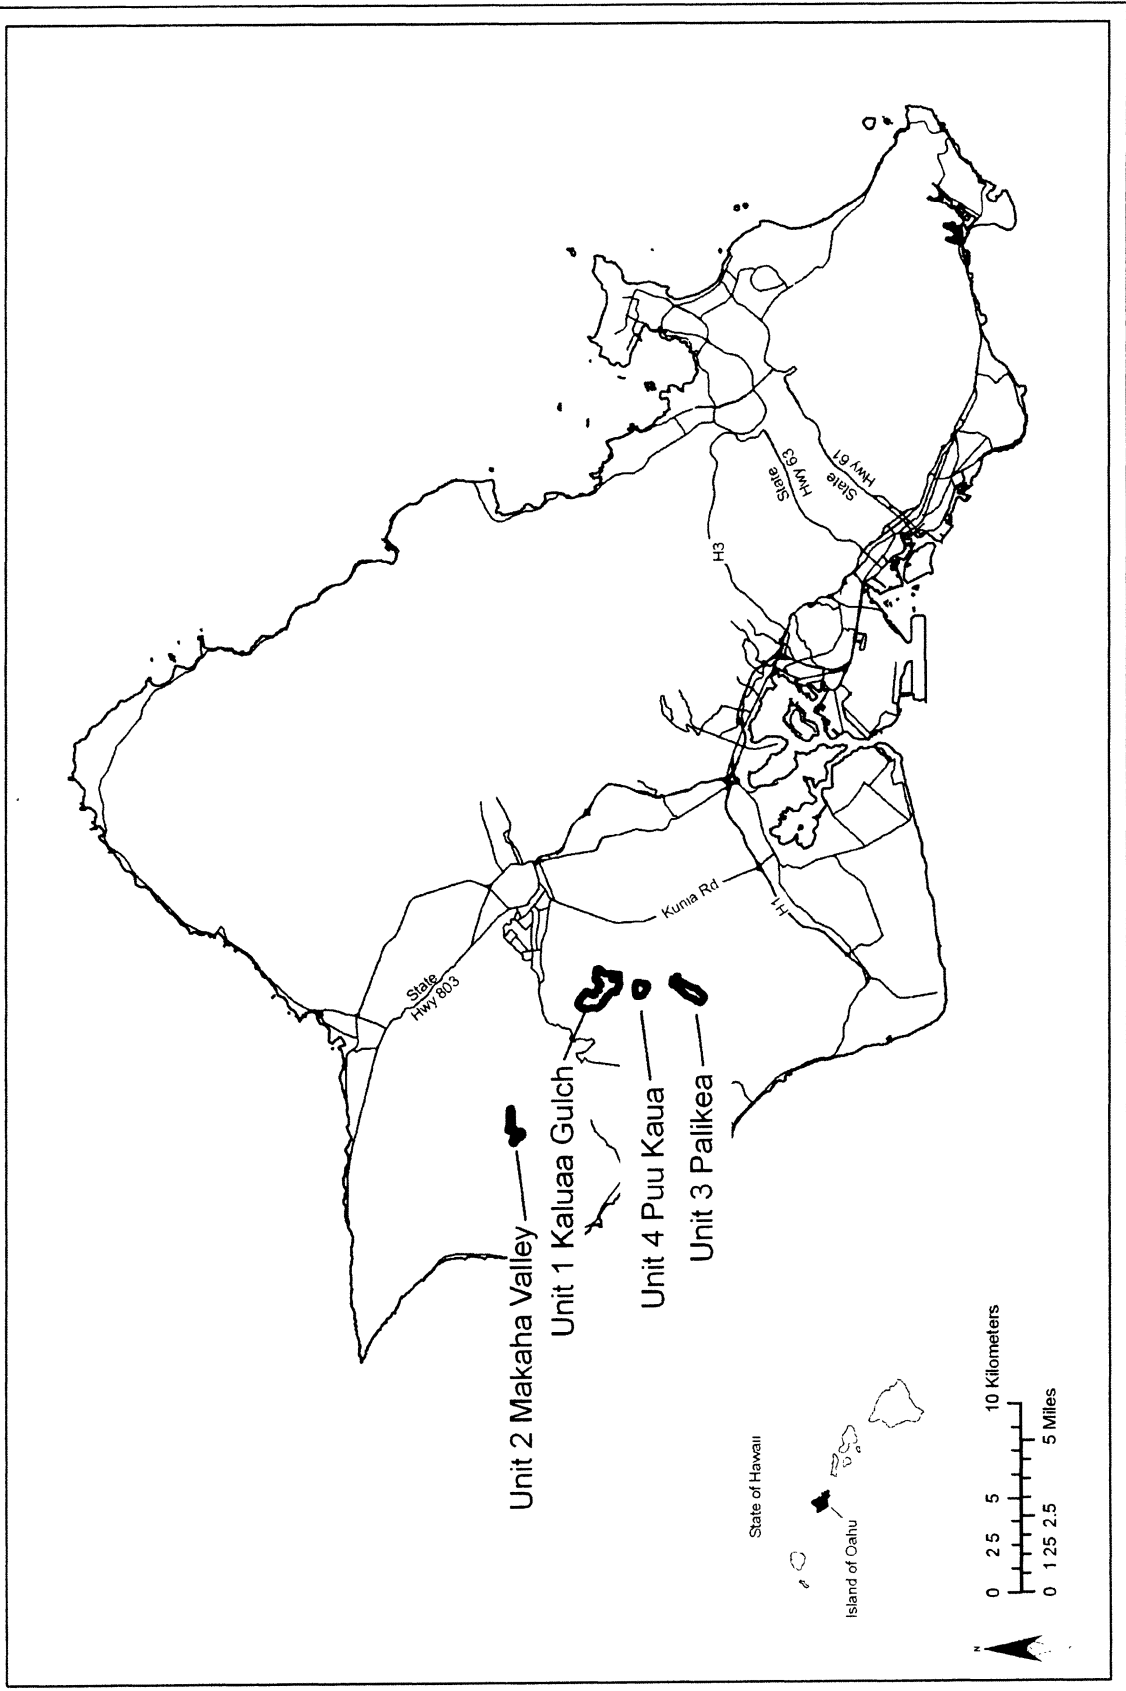 State
Hwy 803
Kunia Rd
H1
H3
State
Hwy 63
State
Hwy 61
Unit 2 Makaha Valley
Unit 1 Kaluaa Gulch
Unit 4 Puu Kaua
Unit 3 Palikea
State of Hawaii
Island of Oahu
N
0 2 5 5 10 Kilometers
0 1 25 2.5 5 Miles